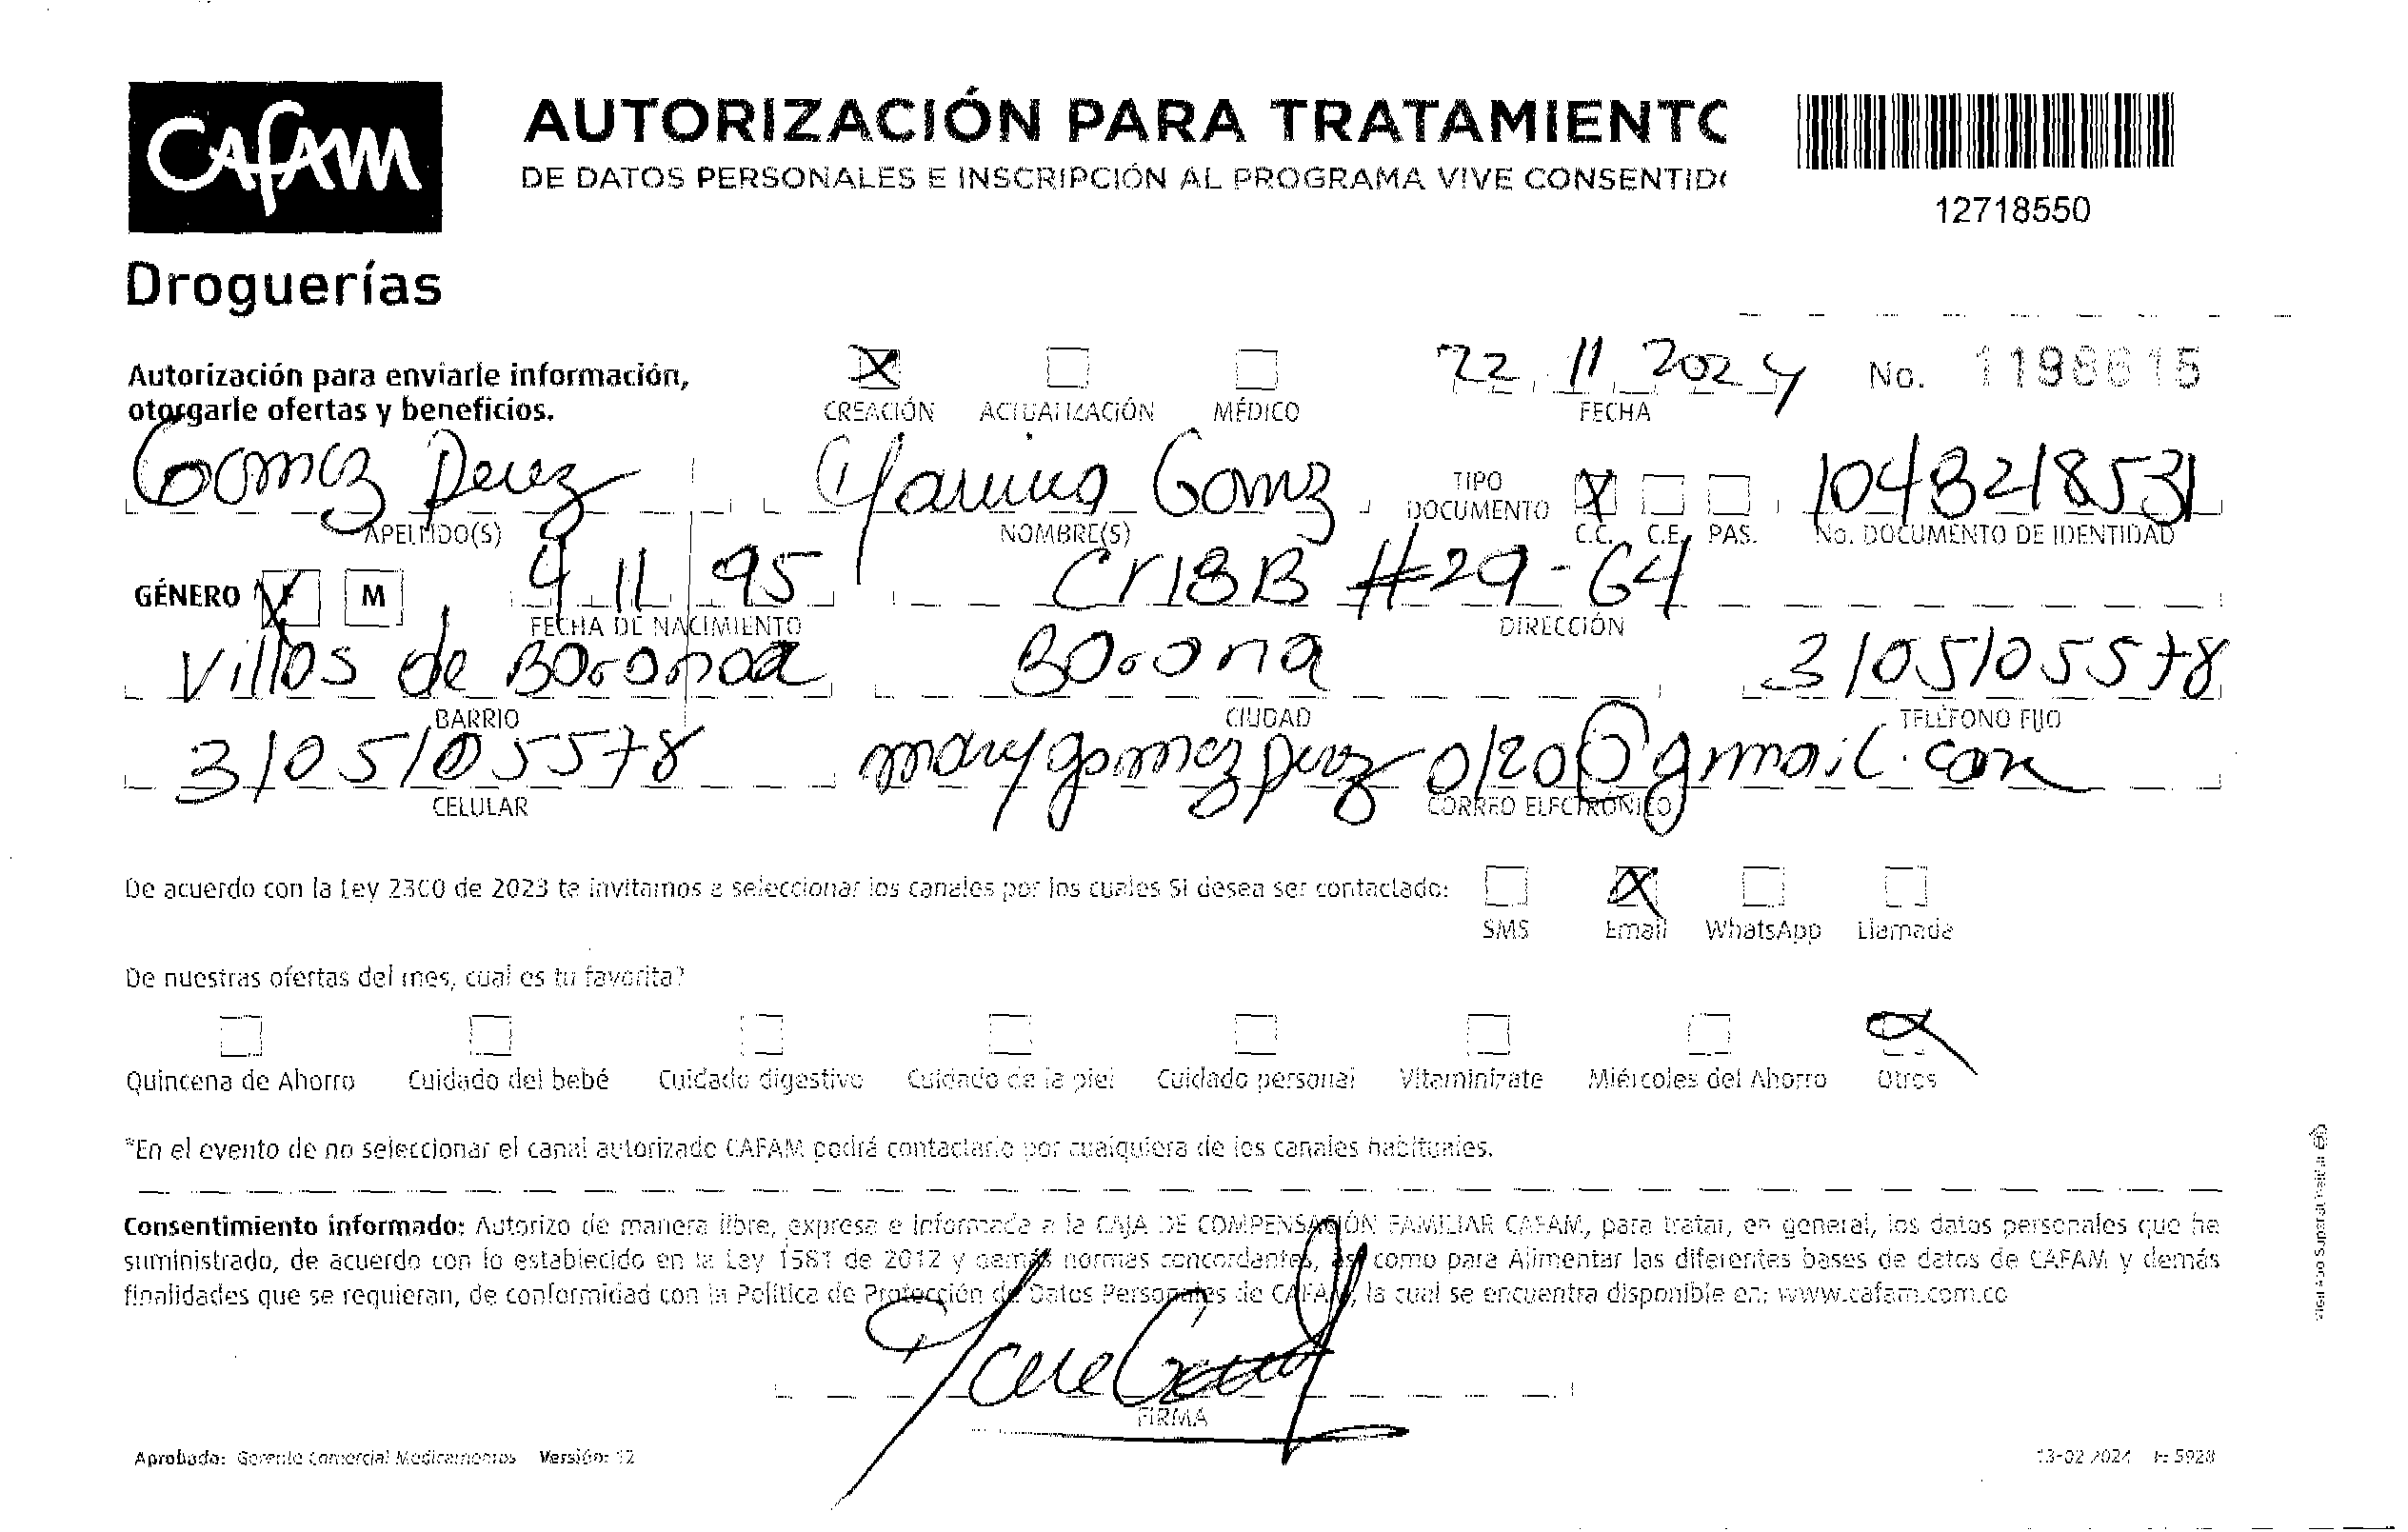 CAFAM
Droguerías
AUTORIZACIÓN PARA TRATAMIENTO
DE DATOS PERSONALES E INSCRIPCIÓN AL PROGRAMA VIVE CONSENTIDO
12718550
Autorización para enviarle información,
otorgarle ofertas y beneficios.
X CREACIÓN ACTUALIZACIÓN MÉDICO
22 11 2024
FECHA
No. 1198615
Gomez Perez
APELLIDO(S)
Gomez
NOMBRE(S)
TIPO
DOCUMENTO
X C.C. C.E. PAS.
1048218531
No. DOCUMENTO DE IDENTIDAD
GÉNERO X F M
4 11 95
FECHA DE NACIMIENTO
Cr 18B #29-64
DIRECCIÓN
Villas de Baranoa
BARRIO
Barona
CIUDAD
3105105578
TELÉFONO FIJO
3105105578
CELULAR
marygomezperez0120@gmail.com
CORREO ELECTRÓNICO
De acuerdo con la Ley 2300 de 2023 te invitamos a seleccionar los canales por los cuales SI desea ser contactado:
SMS X Email WhatsApp Llamada
De nuestras ofertas del mes, cual es tu favorita?
Quincena de Ahorro Cuidado del bebé Cuidado digestivo Cuidado de la piel Cuidado personal Vitaminízate Miércoles del Ahorro X Otros
*En el evento de no seleccionar el canal autorizado CAFAM podrá contactarlo por cualquiera de los canales habituales.
Consentimiento informado: Autorizo de manera libre, expresa e informada a la CAJA DE COMPENSACIÓN FAMILIAR CAFAM, para tratar, en general, los datos personales que he
suministrado, de acuerdo con lo establecido en la Ley 1581 de 2012 y demás normas concordantes, así como para Alimentar las diferentes bases de datos de CAFAM y demás
finalidades que se requieran, de conformidad con la Política de Protección de Datos Personales de CAFAM, la cual se encuentra disponible en: www.cafam.com.co
FIRMA
Aprobado: Gerente Comercial Medicamentos Versión: 12
13-02 2024 F: 5928